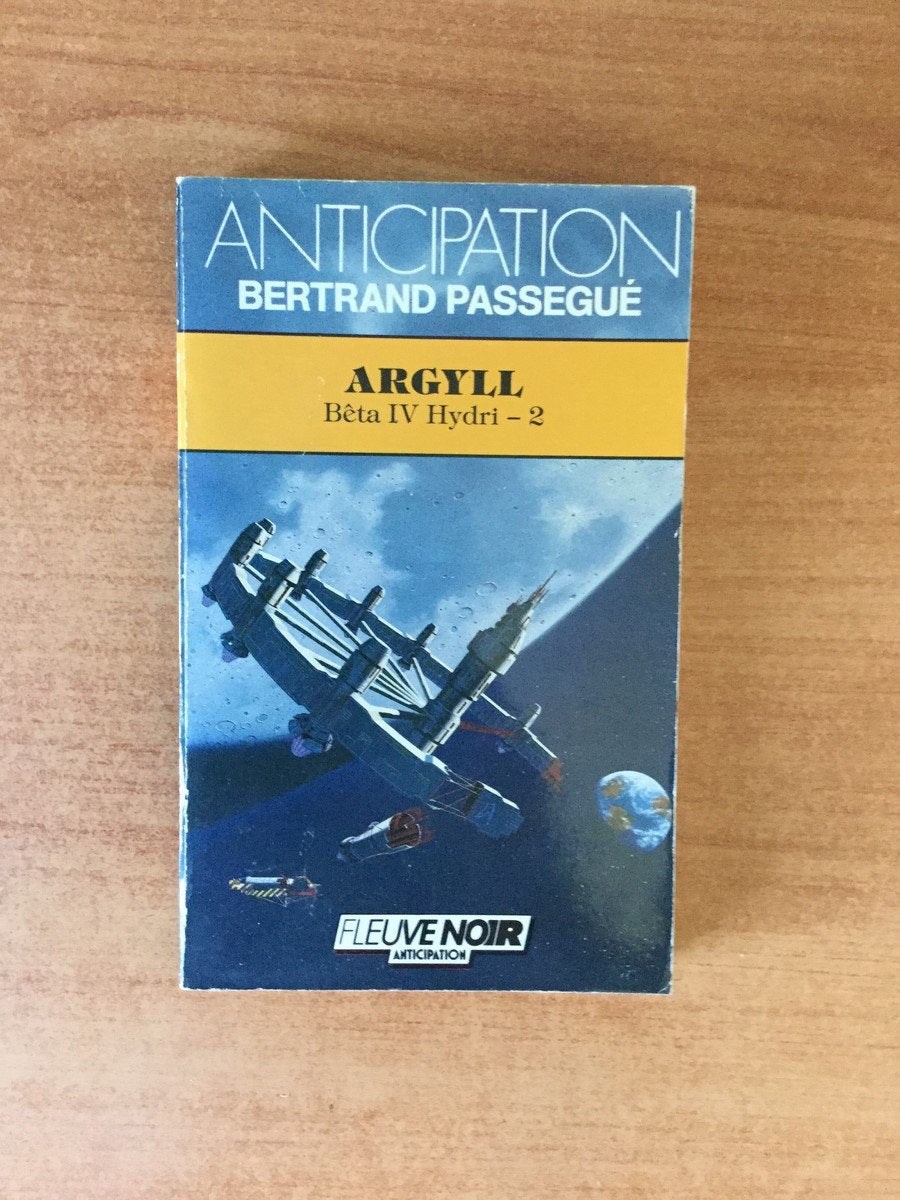 ANTICIPATION
BERTRAND PASSEGUÉ
ARGYLL
Bêta IV Hydri – 2
FLEUVE NOIR
ANTICIPATION